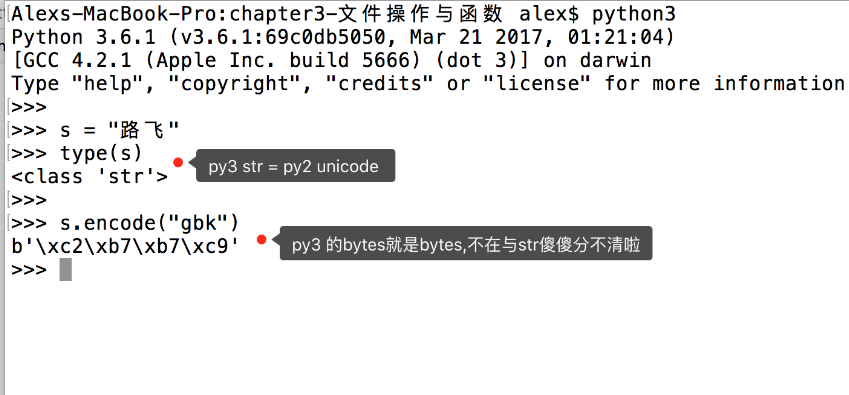 Alexs-MacBook-Pro:chapter3-文件操作与函数 alex$ python3
Python 3.6.1 (v3.6.1:69c0db5050, Mar 21 2017, 01:21:04)
[GCC 4.2.1 (Apple Inc. build 5666) (dot 3)] on darwin
Type "help", "copyright", "credits" or "license" for more information
>>>
>>> s = "路飞"
>>> type(s)
py3 str = py2 unicode
<class 'str'>
>>>
>>> s.encode("gbk")
py3 的bytes就是bytes,不在与str傻傻分不清啦
b'\xc2\xb7\xb7\xc9'
>>>